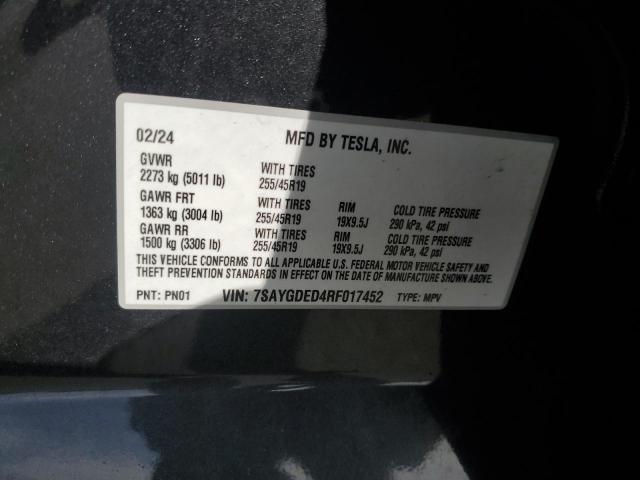 02/24 MFD BY TESLA, INC.
GVWR WITH TIRES
2273 kg (5011 lb) 255/45R19
GAWR FRT WITH TIRES RIM COLD TIRE PRESSURE
1363 kg (3004 lb) 255/45R19 19X9.5J 290 kPa, 42 psi
GAWR RR WITH TIRES RIM COLD TIRE PRESSURE
1500 kg (3306 lb) 255/45R19 19X9.5J 290 kPa, 42 psi
THIS VEHICLE CONFORMS TO ALL APPLICABLE U.S. FEDERAL MOTOR VEHICLE SAFETY AND
THEFT PREVENTION STANDARDS IN EFFECT ON THE DATE OF MANUFACTURE SHOWN ABOVE.
PNT: PN01 VIN: 7SAYGDED4RF017452 TYPE: MPV